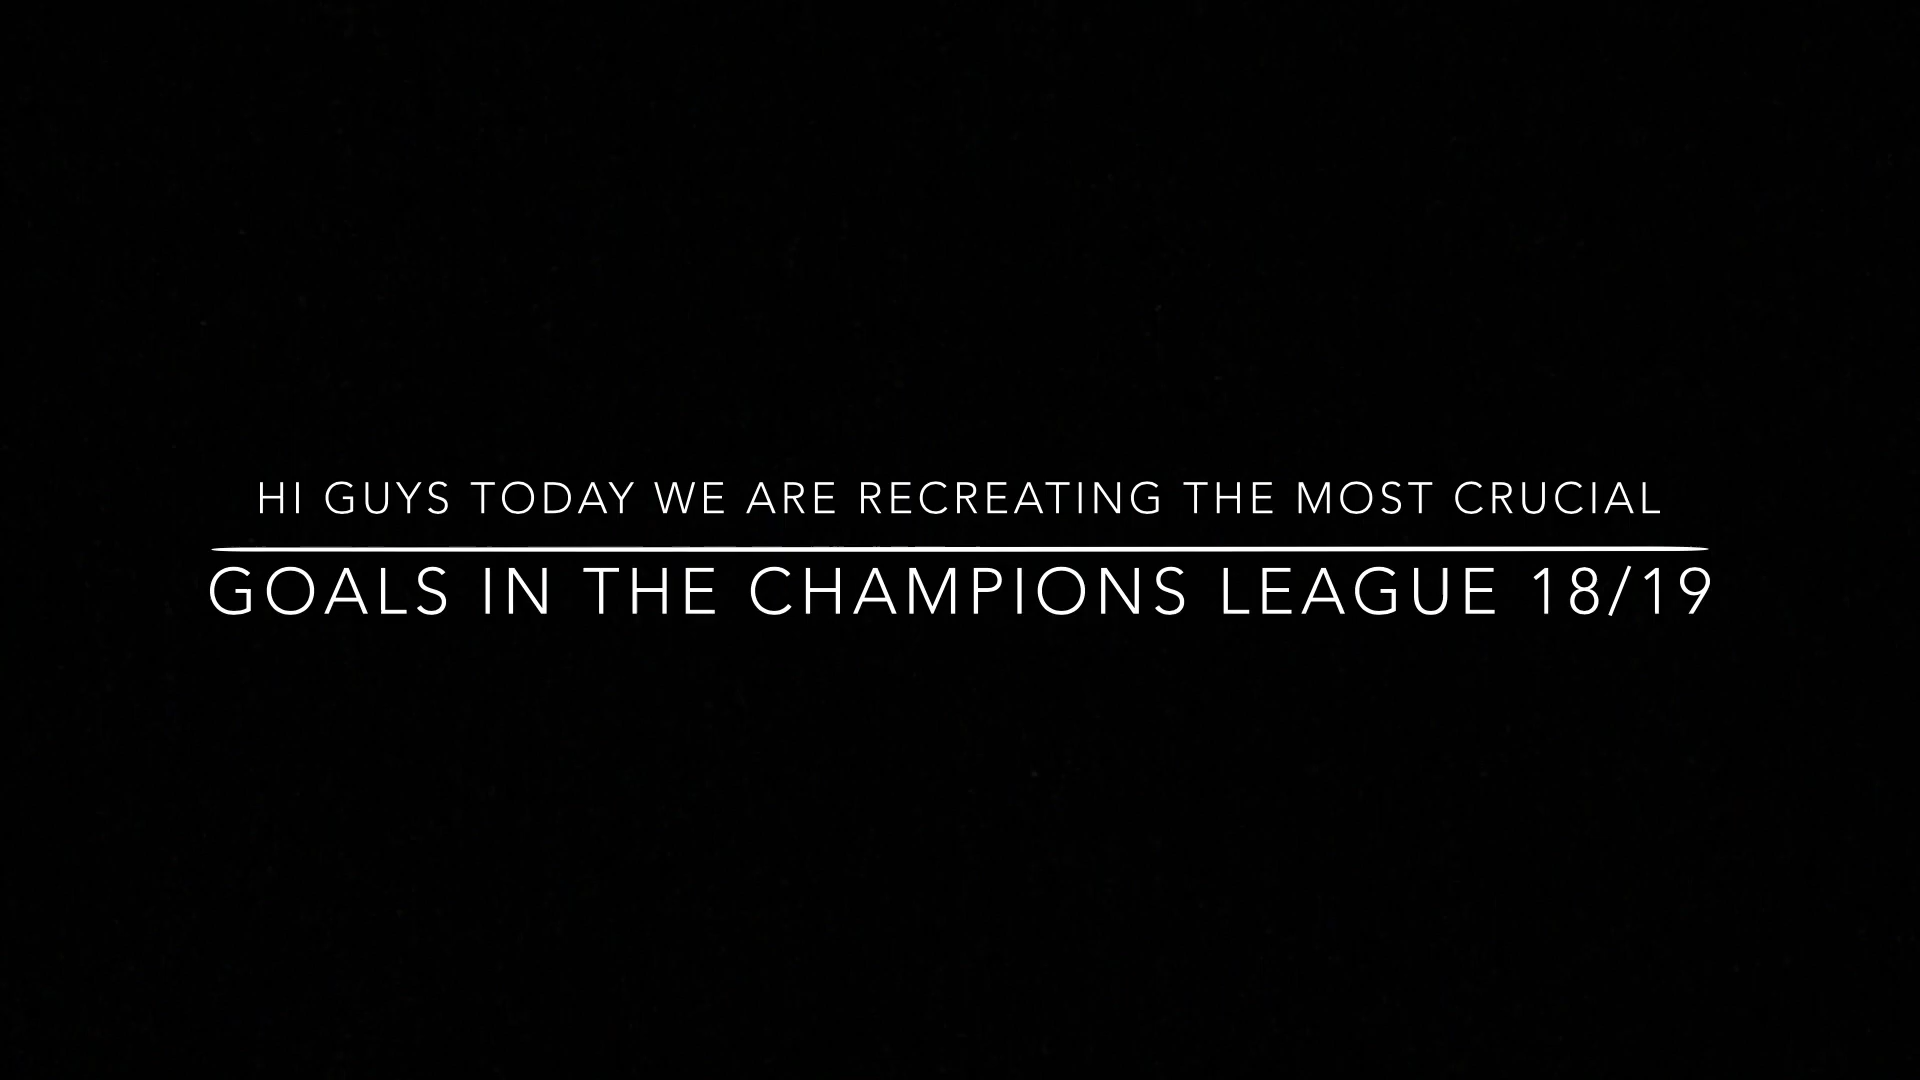 HI GUYS TODAY WE ARE RECREATING THE MOST CRUCIAL
GOALS IN THE CHAMPIONS LEAGUE 18/19